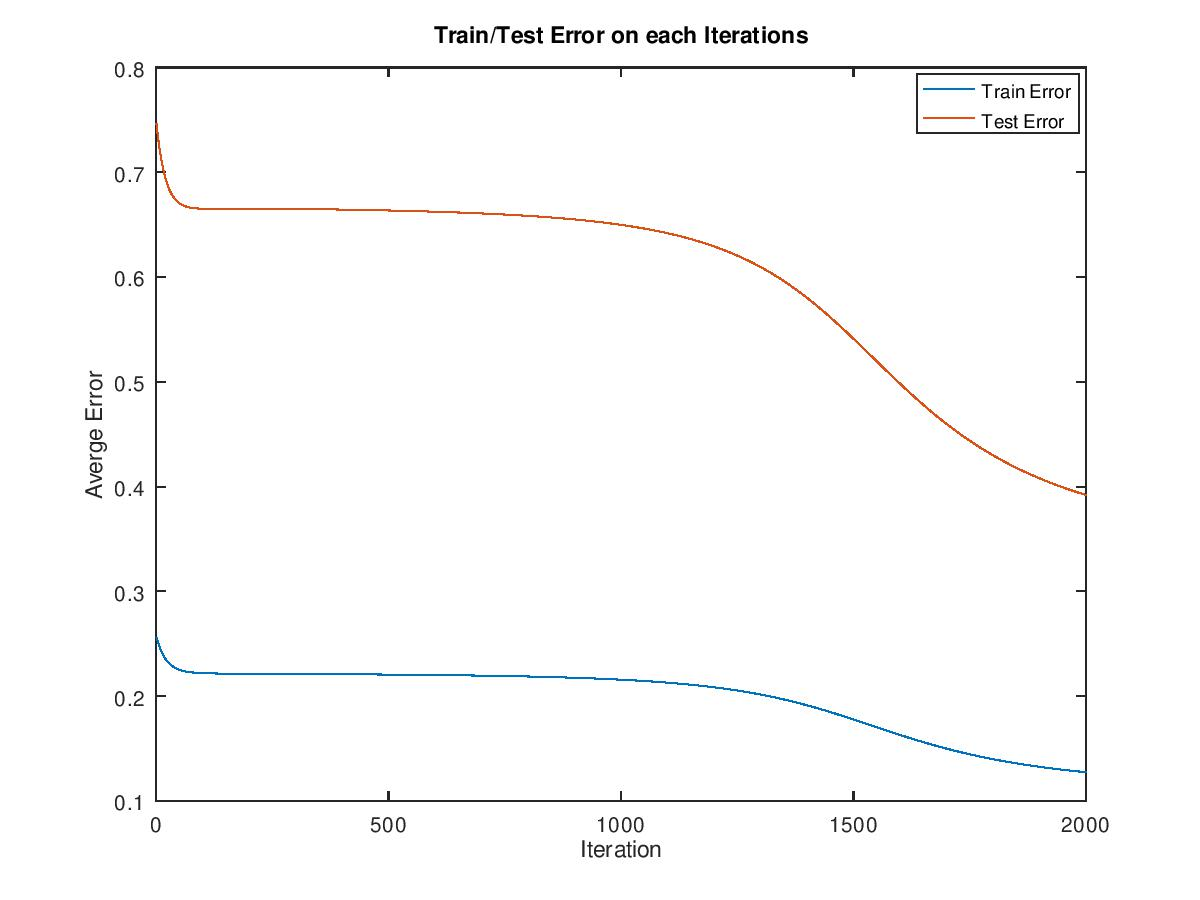 Train/Test Error on each Iterations
Train Error
Test Error
0.8
0.7
0.6
0.5
0.4
0.3
0.2
0.1
Averge Error
0 500 1000 1500 2000
Iteration